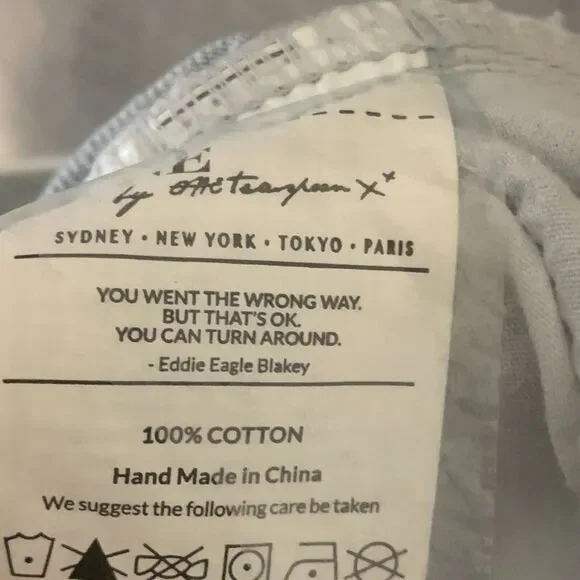 E
by
SYDNEY • NEW YORK • TOKYO • PARIS
YOU WENT THE WRONG WAY.
BUT THAT'S OK.
YOU CAN TURN AROUND.
- Eddie Eagle Blakey
100% COTTON
Hand Made in China
We suggest the following care be taken